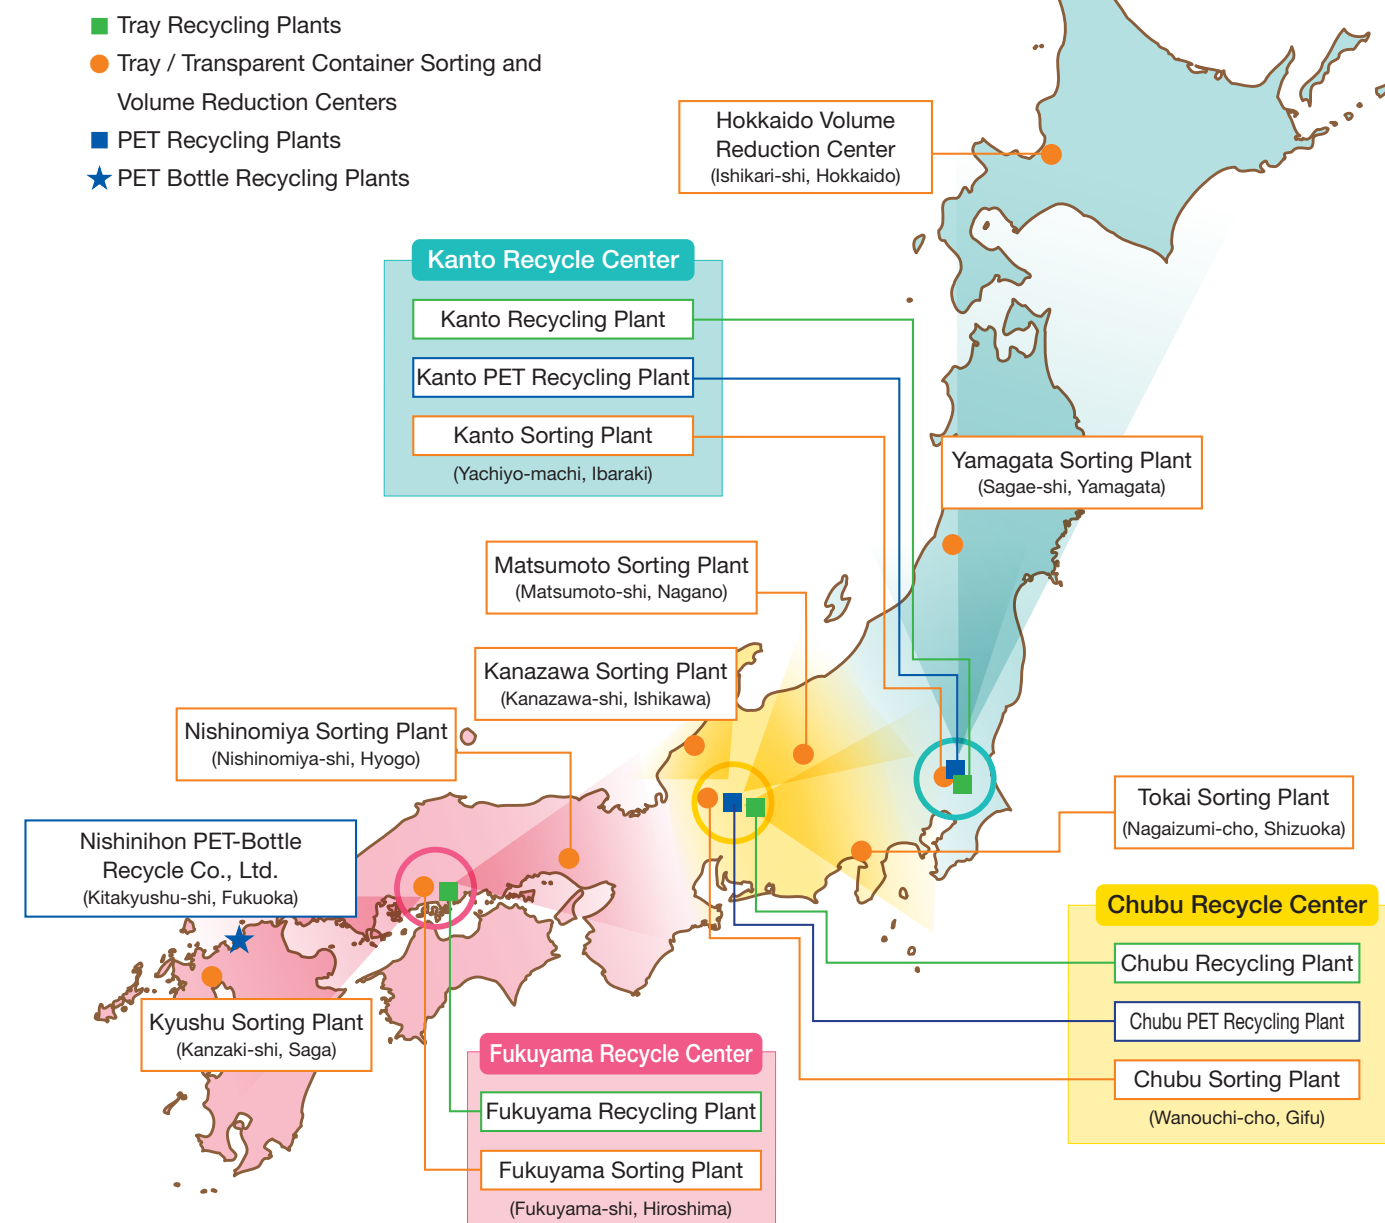 Tray Recycling Plants
Tray / Transparent Container Sorting and
Volume Reduction Centers
PET Recycling Plants
PET Bottle Recycling Plants
Hokkaido Volume
Reduction Center
(Ishikari-shi, Hokkaido)
Kanto Recycle Center
Kanto Recycling Plant
Kanto PET Recycling Plant
Kanto Sorting Plant
(Yachiyo-machi, Ibaraki)
Yamagata Sorting Plant
(Sagae-shi, Yamagata)
Matsumoto Sorting Plant
(Matsumoto-shi, Nagano)
Kanazawa Sorting Plant
(Kanazawa-shi, Ishikawa)
Nishinomiya Sorting Plant
(Nishinomiya-shi, Hyogo)
Tokai Sorting Plant
(Nagaizumi-cho, Shizuoka)
Nishinihon PET-Bottle
Recycle Co., Ltd.
(Kitakyushu-shi, Fukuoka)
Chubu Recycle Center
Chubu Recycling Plant
Chubu PET Recycling Plant
Chubu Sorting Plant
(Wanouchi-cho, Gifu)
Kyushu Sorting Plant
(Kanzaki-shi, Saga)
Fukuyama Recycle Center
Fukuyama Recycling Plant
Fukuyama Sorting Plant
(Fukuyama-shi, Hiroshima)